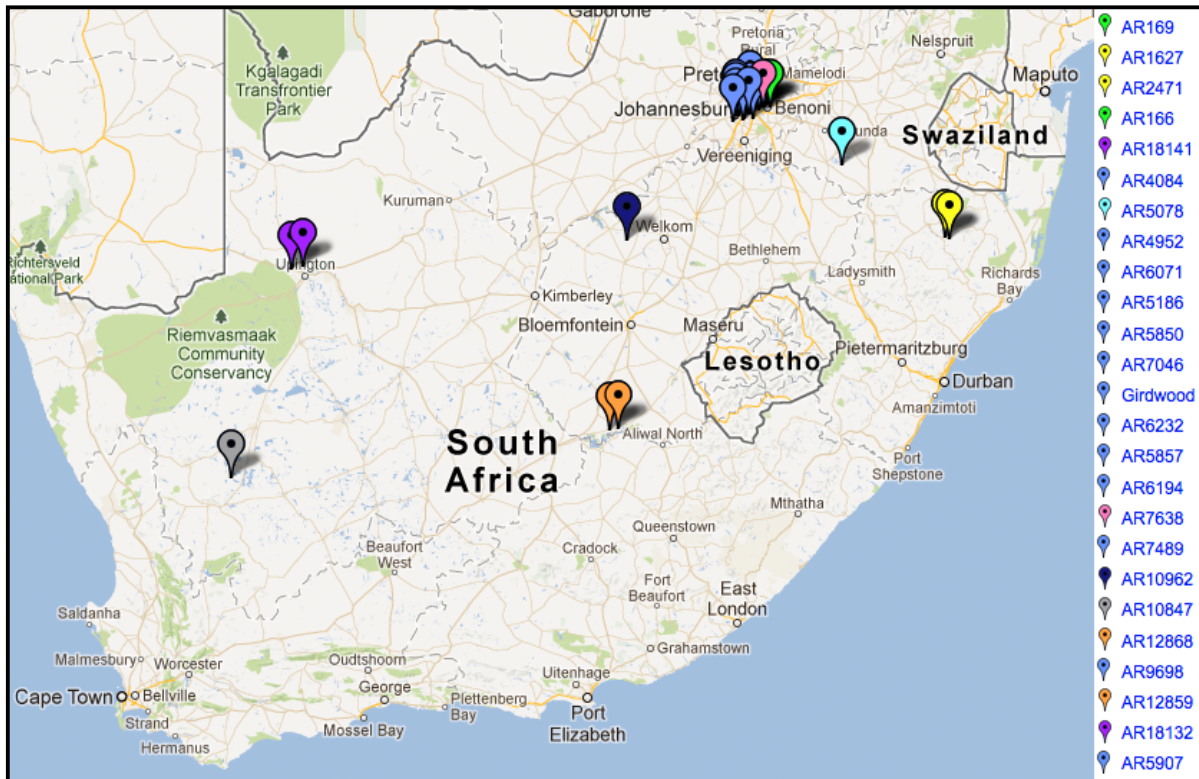 Gaborone
Kgalagadi
Transfrontier
Park
Pretoria
Rural
Nelspruit
Mamelodi
Maputo
Johannesburg
Benoni
Vereeniging
Swaziland
Kuruman
Welkom
Upington
Richtersveld
National Park
Bethlehem
Ladysmith
Richards
Bay
Kimberley
Riemvasmaak
Community
Conservancy
Bloemfontein
Maseru
Lesotho
Pietermaritzburg
Durban
Amanzimtoti
Aliwal North
South
Africa
Port
Shepstone
Mthatha
Queenstown
Beaufort
West
Cradock
Fort
Beaufort
East
London
Saldanha
Grahamstown
Malmesbury
Worcester
Oudtshoorn
Uitenhage
Cape Town
Bellville
George
Plettenberg
Bay
Port
Elizabeth
Strand
Mossel Bay
Hermanus
AR169
AR1627
AR2471
AR166
AR18141
AR4084
AR5078
AR4952
AR6071
AR5186
AR5850
AR7046
Girdwood
AR6232
AR5857
AR6194
AR7638
AR7489
AR10962
AR10847
AR12868
AR9698
AR12859
AR18132
AR5907